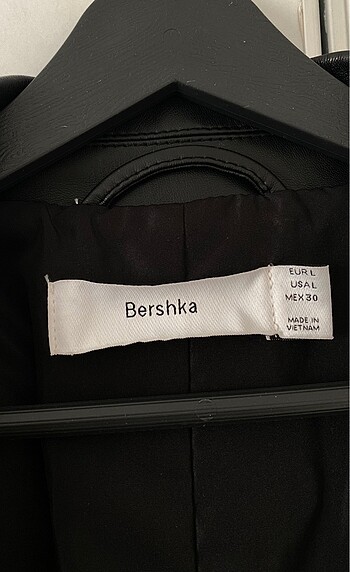 Bershka
EUR L
USA L
MEX 30
MADE IN
VIETNAM